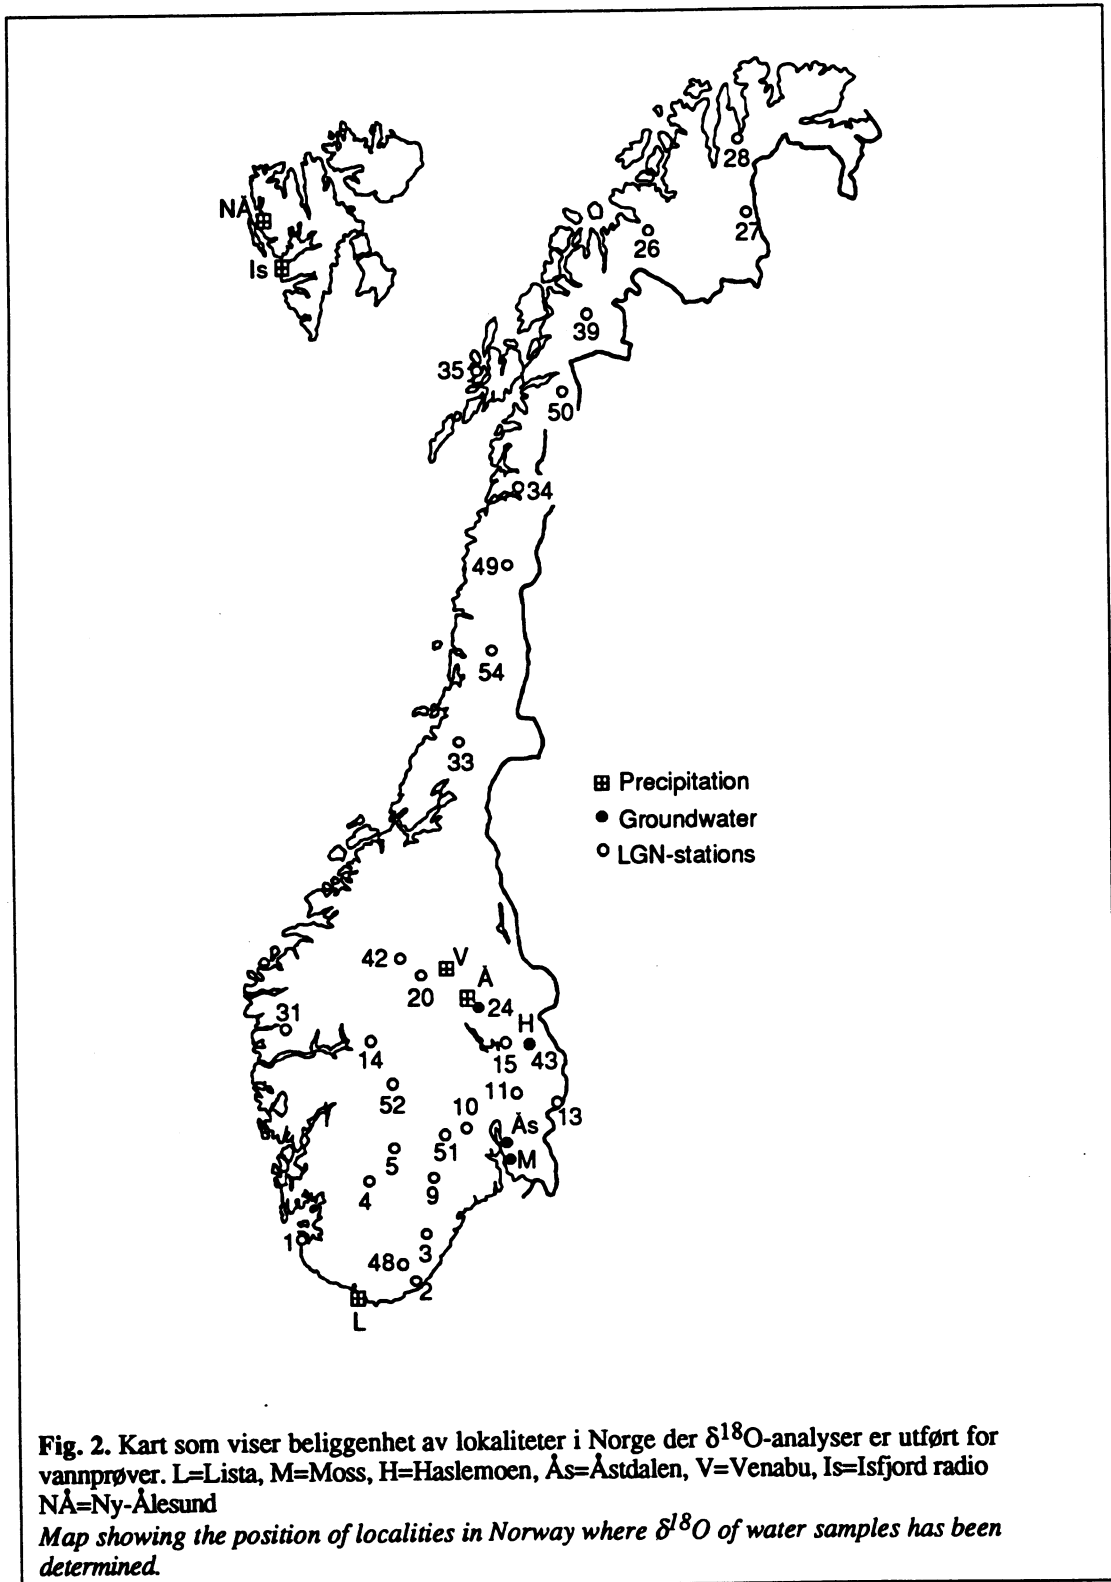 28
NÅ
27
26
Is
39
35
50
34
49
54
33
Precipitation
Groundwater
LGN-stations
42
V
Å
20
24
31
H
14
15
43
52
11
13
10
Ås
51
5
M
4
9
1
3
48
2
L
Fig. 2. Kart som viser beliggenhet av lokaliteter i Norge der δ18O-analyser er utført for
vannprøver. L=Lista, M=Moss, H=Haslemoen, Ås=Åstdalen, V=Venabu, Is=Isfjord radio
NÅ=Ny-Ålesund
Map showing the position of localities in Norway where δ18O of water samples has been
determined.